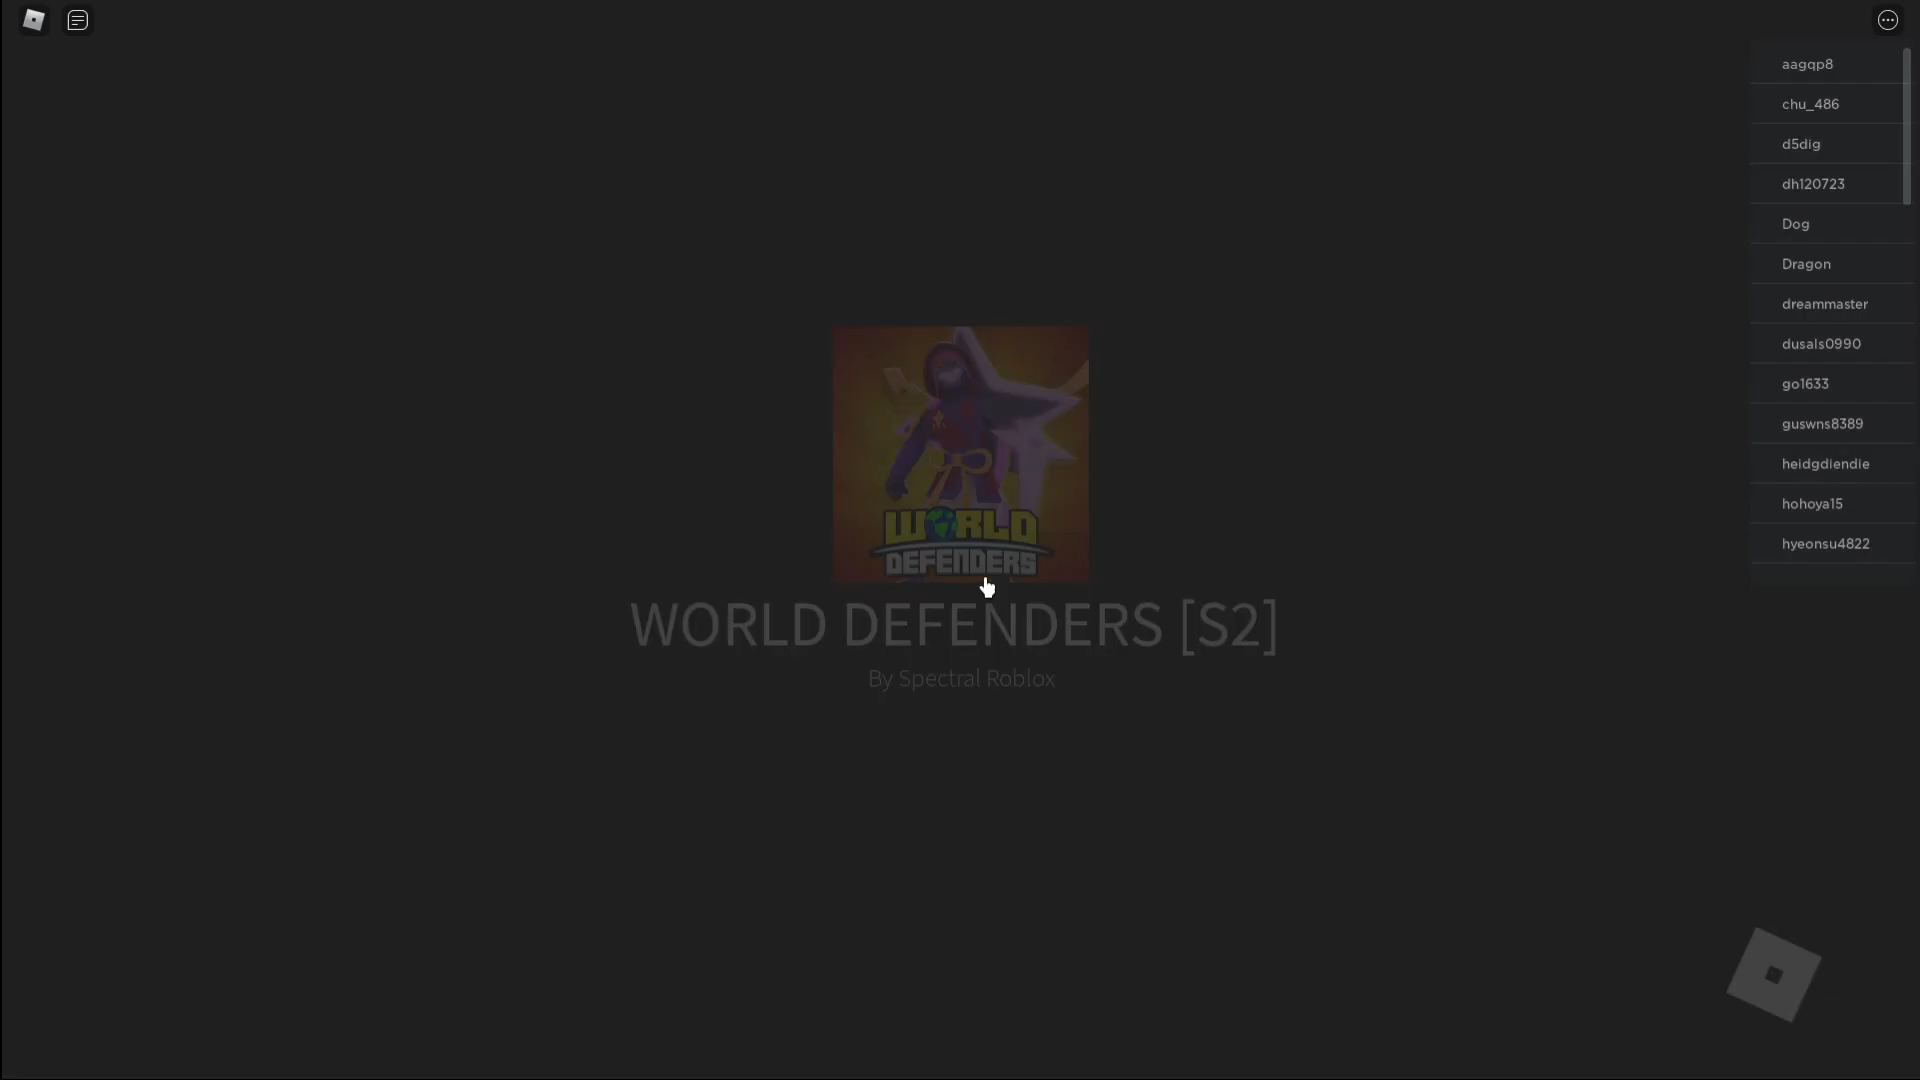 aagqp8
chu_486
d5dig
dh120723
Dog
Dragon
dreammaster
dusals0990
go1633
guswns8389
heidgdiendie
hohoya15
hyeonsu4822
WORLD
DEFENDERS
WORLD DEFENDERS [S2]
By Spectral Roblox